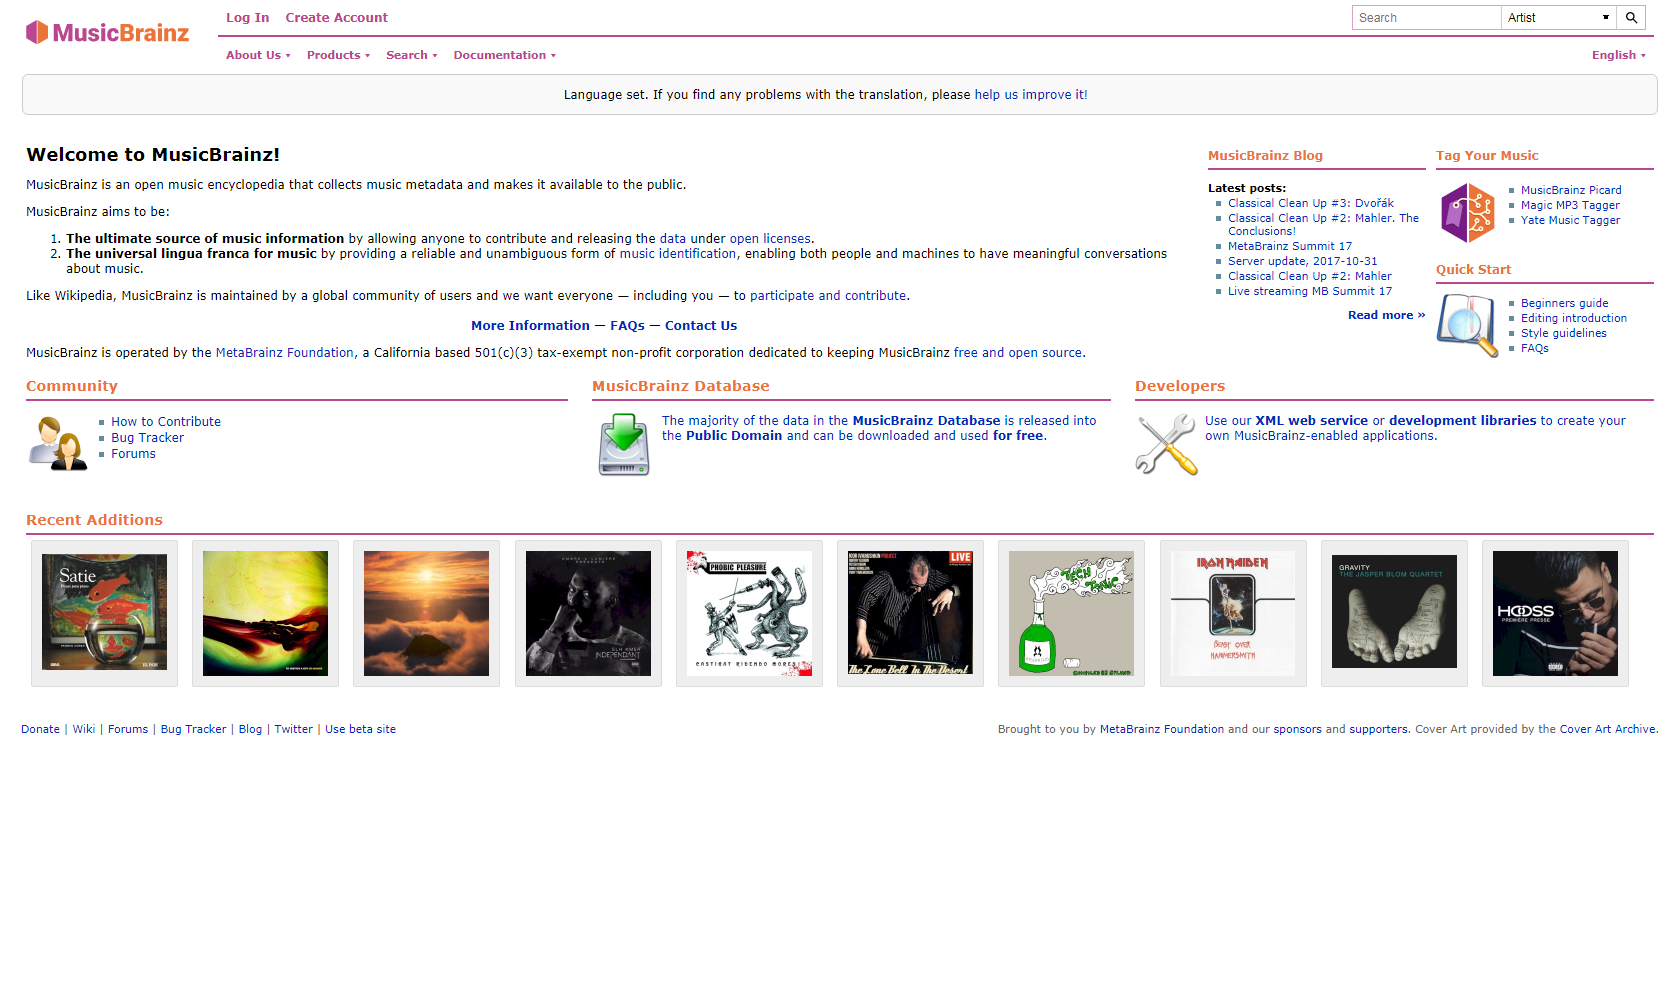 MusicBrainz
Log In Create Account
Search Artist
About Us Products Search Documentation
English
Language set. If you find any problems with the translation, please help us improve it!
Welcome to MusicBrainz!
MusicBrainz is an open music encyclopedia that collects music metadata and makes it available to the public.
MusicBrainz aims to be:
1. The ultimate source of music information by allowing anyone to contribute and releasing the data under open licenses.
2. The universal lingua franca for music by providing a reliable and unambiguous form of music identification, enabling both people and machines to have meaningful conversations
about music.
Like Wikipedia, MusicBrainz is maintained by a global community of users and we want everyone — including you — to participate and contribute.
More Information — FAQs — Contact Us
MusicBrainz is operated by the MetaBrainz Foundation, a California based 501(c)(3) tax-exempt non-profit corporation dedicated to keeping MusicBrainz free and open source.
MusicBrainz Blog
Latest posts:
Classical Clean Up #3: Dvořák
Classical Clean Up #2: Mahler. The
Conclusions!
MetaBrainz Summit 17
Server update, 2017-10-31
Classical Clean Up #2: Mahler
Live streaming MB Summit 17
Read more »
Tag Your Music
MusicBrainz Picard
Magic MP3 Tagger
Yate Music Tagger
Quick Start
Beginners guide
Editing introduction
Style guidelines
FAQs
Community
How to Contribute
Bug Tracker
Forums
MusicBrainz Database
The majority of the data in the MusicBrainz Database is released into
the Public Domain and can be downloaded and used for free.
Developers
Use our XML web service or development libraries to create your
own MusicBrainz-enabled applications.
Recent Additions
Satie
INDEPENDANT
PHOBIC PLEASURE
CASTIGAT RIDENDO MORES
LIVE
The Lone Bell In The Desert
TECH
TONIC
IRON MAIDEN
BEAST OVER
HAMMERSMITH
GRAVITY
THE JASPER BLOM QUARTET
HOOSS
PREMIÈRE PRESSE
Donate | Wiki | Forums | Bug Tracker | Blog | Twitter | Use beta site
Brought to you by MetaBrainz Foundation and our sponsors and supporters. Cover Art provided by the Cover Art Archive.